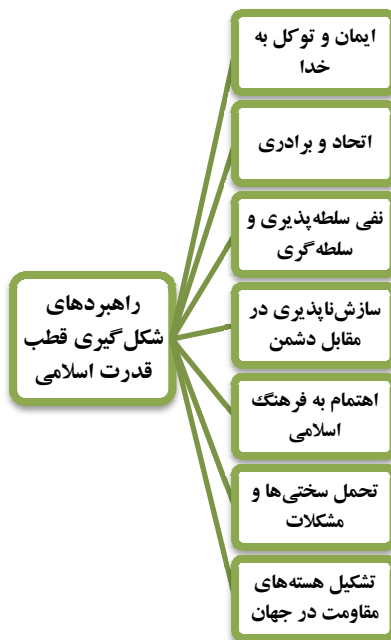 راهبردهای
شکل‌گیری قطب
قدرت اسلامی
ایمان و توکل به
خدا
اتحاد و برادری
نفی سلطه‌پذیری و
سلطه‌گری
سازش‌ناپذیری در
مقابل دشمن
اهتمام به فرهنگ
اسلامی
تحمل سختی‌ها و
مشکلات
تشکیل هسته‌های
مقاومت در جهان